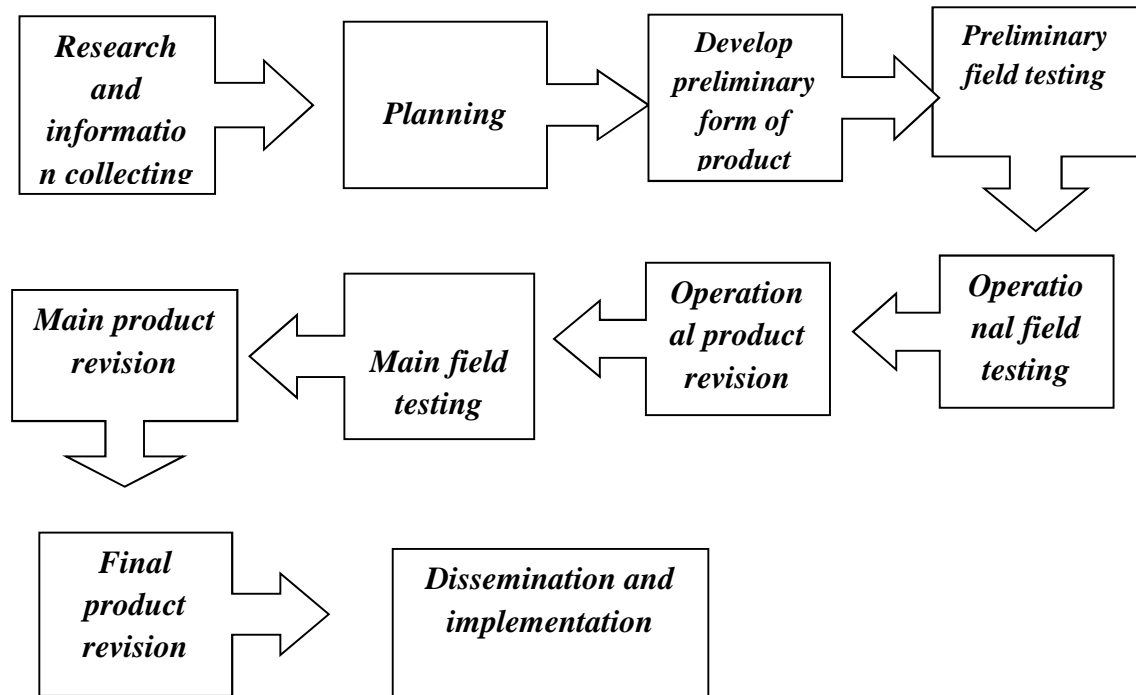 Research
and
informatio
n collecting
Planning
Develop
preliminary
form of
product
Preliminary
field testing
Main product
revision
Main field
testing
Operation
al product
revision
Operatio
nal field
testing
Final
product
revision
Dissemination and
implementation